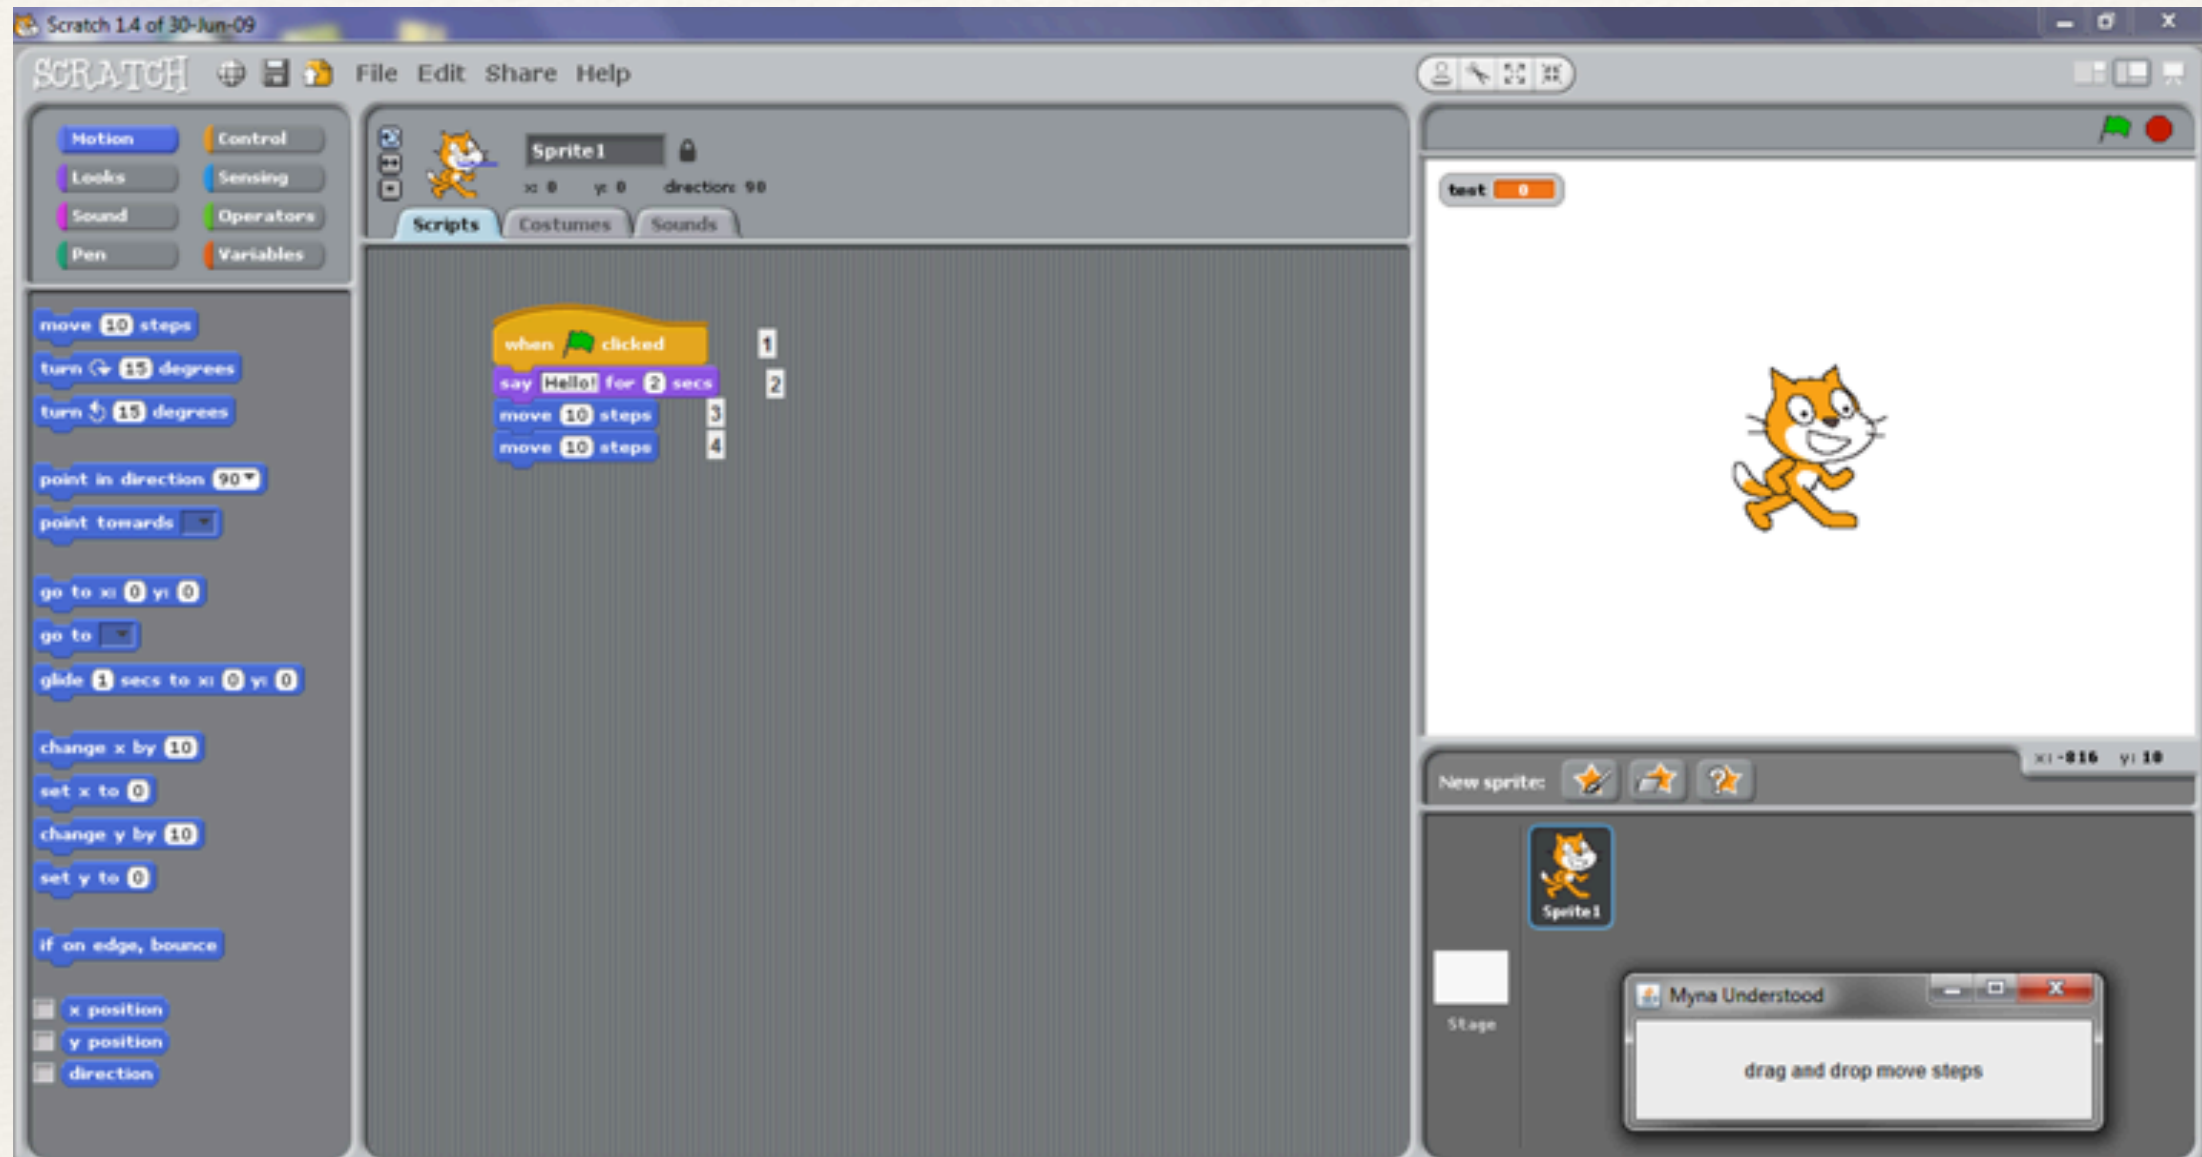 Scratch 1.4 of 30-Jun-09
SCRATCH File Edit Share Help
Motion Control
Looks Sensing
Sound Operators
Pen Variables
Sprite1
x: 0 y: 0 direction: 90
Scripts Costumes Sounds
move 10 steps
turn 15 degrees
turn 15 degrees
point in direction 90
point towards
go to x: 0 y: 0
go to
glide 1 secs to x: 0 y: 0
change x by 10
set x to 0
change y by 10
set y to 0
if on edge, bounce
x position
y position
direction
when clicked 1
say Hello! for 2 secs 2
move 10 steps 3
move 10 steps 4
test 0
x: -816 y: 10
New sprite:
Sprite1
Stage
Myna Understood
drag and drop move steps